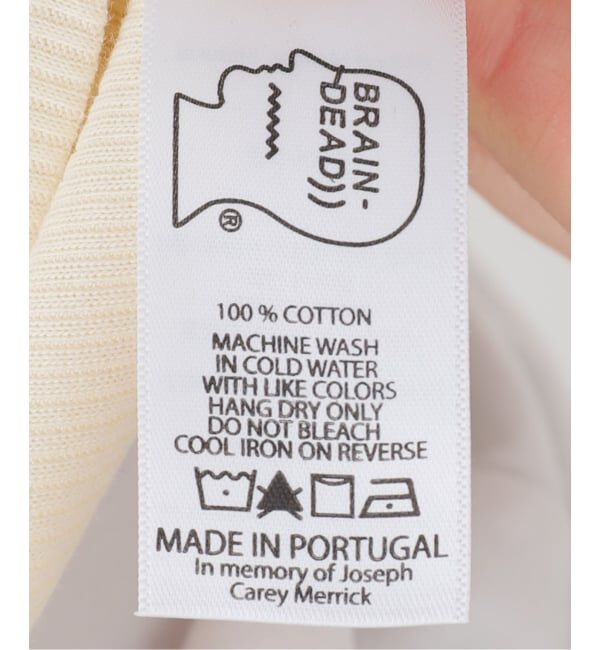 BRAIN-
DEAD))
®
100 % COTTON
MACHINE WASH
IN COLD WATER
WITH LIKE COLORS
HANG DRY ONLY
DO NOT BLEACH
COOL IRON ON REVERSE
MADE IN PORTUGAL
In memory of Joseph
Carey Merrick